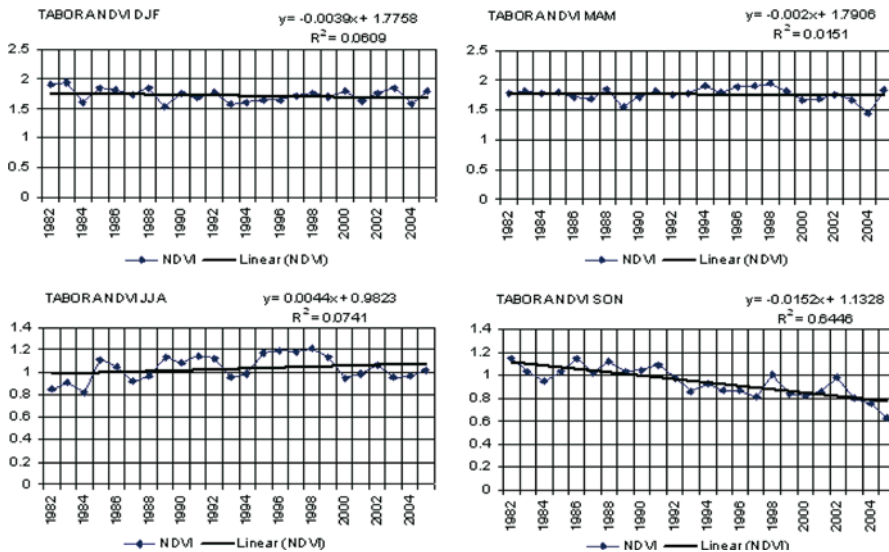 TABORA NDVI DJF
y= -0.0039x + 1.7758
R² = 0.0609
2.5
2
1.5
1
0.5
0
1982 1984 1986 1988 1990 1992 1994 1996 1998 2000 2002 2004
NDVI Linear (NDVI)
TABORA NDVI MAM
y= -0.002x + 1.7906
R² = 0.0151
2.5
2
1.5
1
0.5
0
1982 1984 1986 1988 1990 1992 1994 1996 1998 2000 2002 2004
NDVI Linear (NDVI)
TABORA NDVI JJA
y= 0.0044x + 0.9823
R² = 0.0741
1.4
1.2
1
0.8
0.6
0.4
0.2
0
1982 1984 1986 1988 1990 1992 1994 1996 1998 2000 2002 2004
NDVI Linear (NDVI)
TABORA NDVI SON
y= -0.0152x + 1.1328
R² = 0.6446
1.4
1.2
1
0.8
0.6
0.4
0.2
0
1982 1984 1986 1988 1990 1992 1994 1996 1998 2000 2002 2004
NDVI Linear (NDVI)